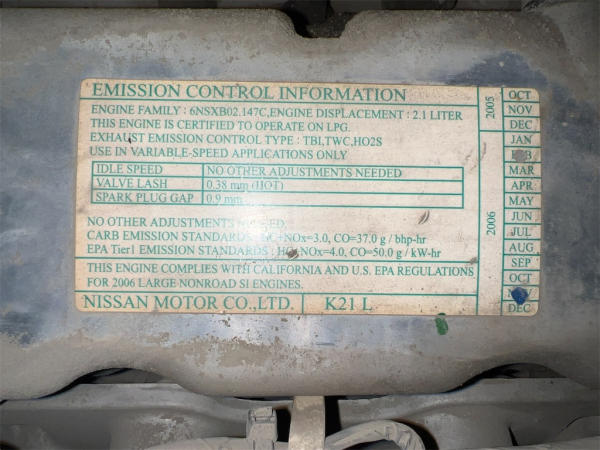 EMISSION CONTROL INFORMATION
ENGINE FAMILY : 6NSXB02.147C,ENGINE DISPLACEMENT : 2.1 LITER
THIS ENGINE IS CERTIFIED TO OPERATE ON LPG.
EXHAUST EMISSION CONTROL TYPE : TBI,TWC,HO2S
USE IN VARIABLE-SPEED APPLICATIONS ONLY
IDLE SPEED NO OTHER ADJUSTMENTS NEEDED
VALVE LASH 0.38 mm (HOT)
SPARK PLUG GAP 0.9 mm
NO OTHER ADJUSTMENTS NEEDED.
CARB EMISSION STANDARDS : HC+NOx=3.0, CO=37.0 g / bhp-hr
EPA Tier1 EMISSION STANDARDS : HC+NOx=4.0, CO=50.0 g / kW-hr
THIS ENGINE COMPLIES WITH CALIFORNIA AND U.S. EPA REGULATIONS
FOR 2006 LARGE NONROAD SI ENGINES.
NISSAN MOTOR CO.,LTD. K21 L
2005
OCT
NOV
DEC
2006
JAN
FEB
MAR
APR
MAY
JUN
JUL
AUG
SEP
OCT
NOV
DEC